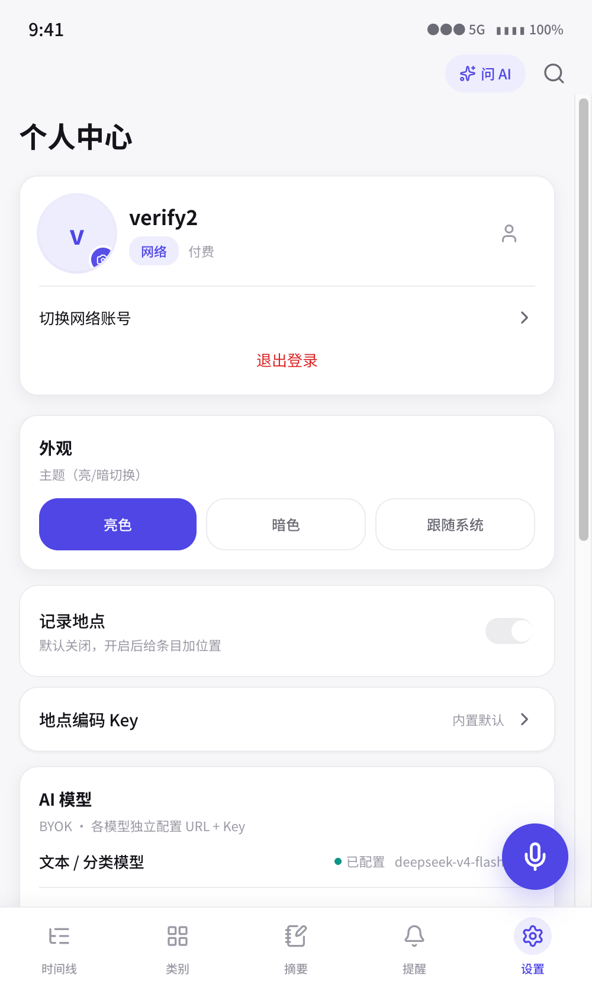 9:41
5G
100%
问 AI
个人中心
v
verify2
网络
付费
切换网络账号
退出登录
外观
主题（亮/暗切换）
亮色
暗色
跟随系统
记录地点
默认关闭，开启后给条目加位置
地点编码 Key
内置默认
AI 模型
BYOK · 各模型独立配置 URL + Key
文本 / 分类模型
已配置
deepseek-v4-flash
时间线
类别
摘要
提醒
设置